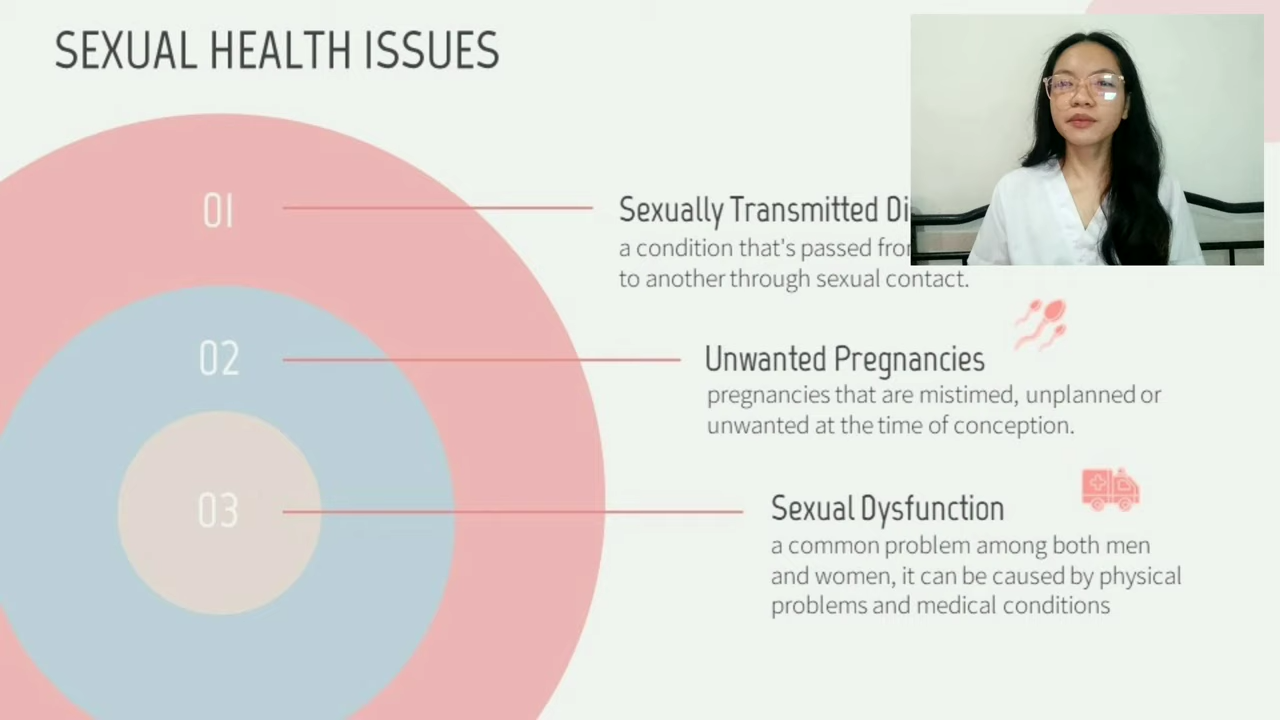 SEXUAL HEALTH ISSUES
01
Sexually Transmitted
a condition that's passed
to another through sexual contact.
02
Unwanted Pregnancies
pregnancies that are mistimed, unplanned or
unwanted at the time of conception.
03
Sexual Dysfunction
a common problem among both men
and women, it can be caused by physical
problems and medical conditions